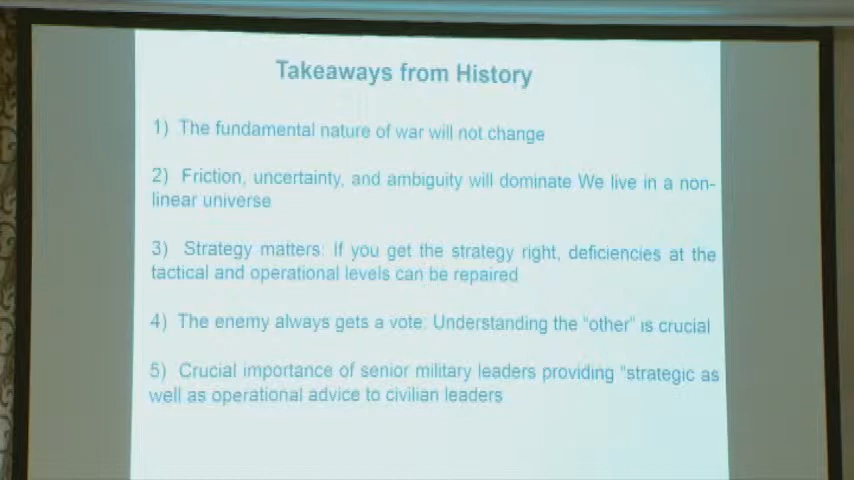 Takeaways from History
1) The fundamental nature of war will not change
2) Friction, uncertainty, and ambiguity will dominate We live in a non-
linear universe
3) Strategy matters: If you get the strategy right, deficiencies at the
tactical and operational levels can be repaired
4) The enemy always gets a vote: Understanding the "other" is crucial
5) Crucial importance of senior military leaders providing "strategic as
well as operational advice to civilian leaders